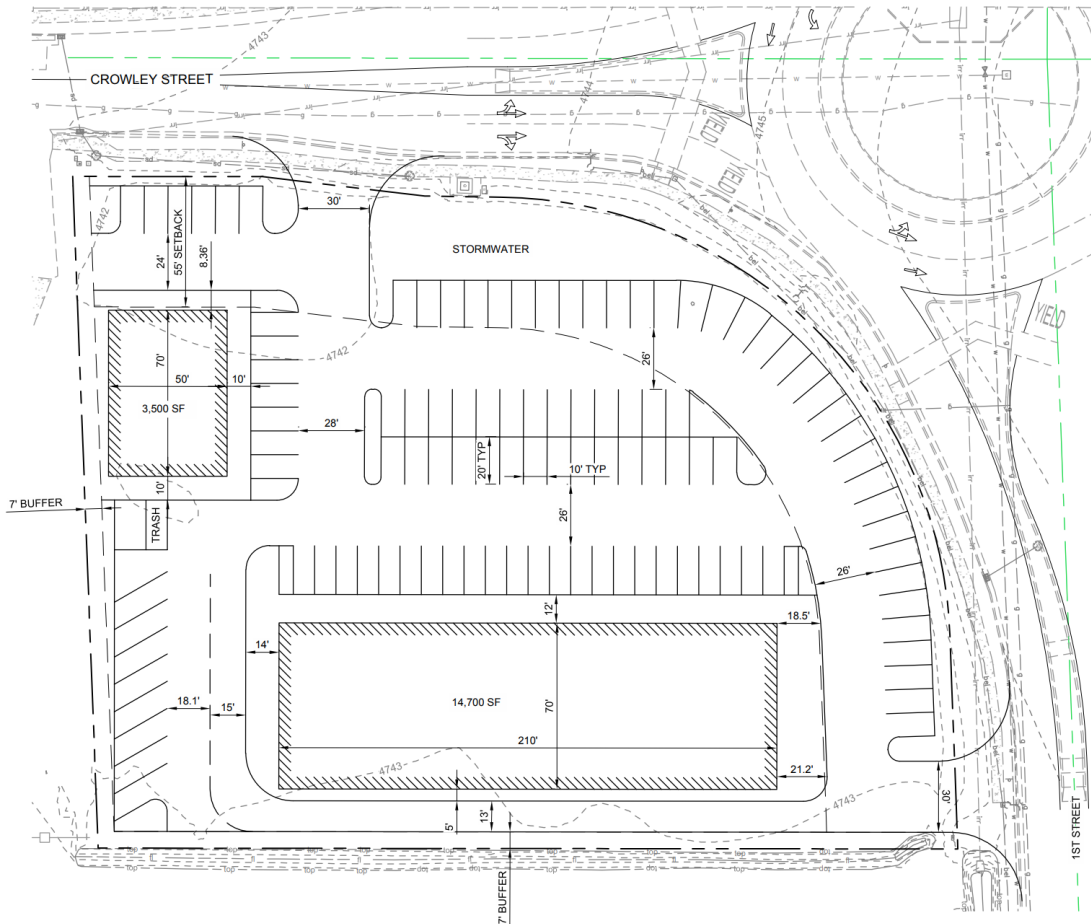 4743
CROWLEY STREET
4744
4745
YIELD
YIELD
4742
30'
55' SETBACK
24'
8.36'
STORMWATER
YIELD
4742
26'
70'
50'
10'
3,500 SF
28'
20' TYP
10' TYP
10'
7' BUFFER
TRASH
26'
26'
12'
18.5'
14'
14,700 SF
70'
18.1'
15'
210'
4743
21.2'
4743
5'
13'
30'
1ST STREET
7' BUFFER